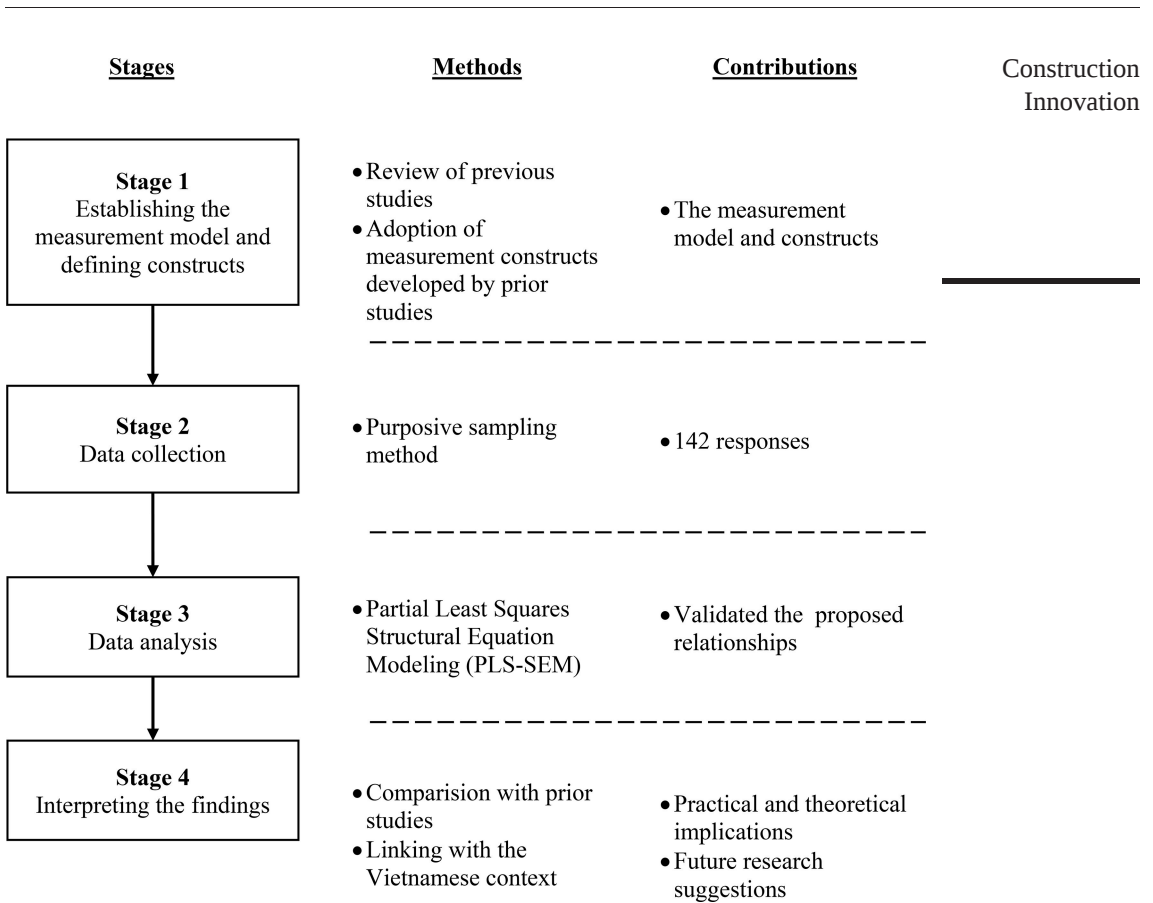 Stages
Methods
Contributions
Construction
Innovation
Stage 1
Establishing the
measurement model and
defining constructs
•Review of previous
studies
•Adoption of
measurement constructs
developed by prior
studies
•The measurement
model and constructs
Stage 2
Data collection
•Purposive sampling
method
•142 responses
Stage 3
Data analysis
•Partial Least Squares
Structural Equation
Modeling (PLS-SEM)
•Validated the  proposed
relationships
Stage 4
Interpreting the findings
•Comparision with prior
studies
•Linking with the
Vietnamese context
•Practical and theoretical
implications
•Future research
suggestions